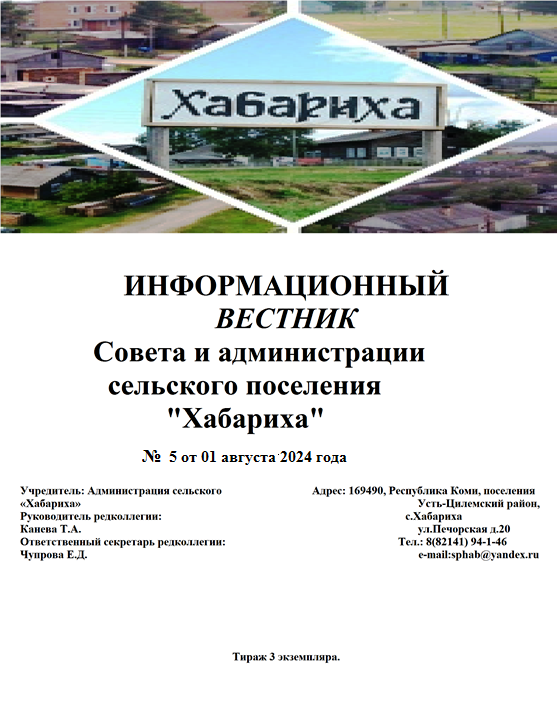 Хабариха
ИНФОРМАЦИОННЫЙ
ВЕСТНИК
Совета и администрации
сельского поселения
"Хабариха"
№ 5 от 01 августа 2024 года
Учредитель: Администрация сельского
«Хабариха»
Руководитель редколлегии:
Канева Т.А.
Ответственный секретарь редколлегии:
Чупрова Е.Д.
Адрес: 169490, Республика Коми, поселения
Усть-Цилемский район,
с.Хабариха
ул.Печорская д.20
Тел.: 8(82141) 94-1-46
e-mail:sphab@yandex.ru
Тираж 3 экземпляра.